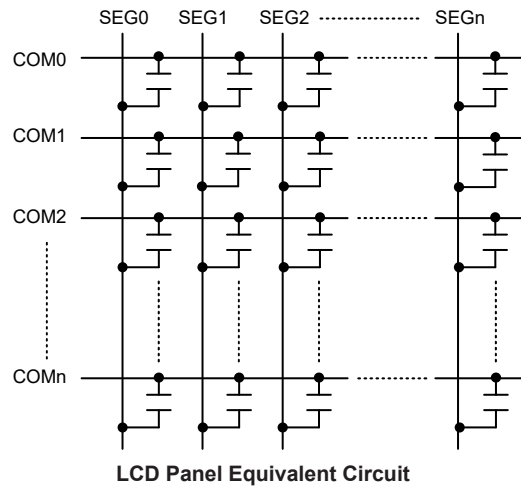 SEG0 SEG1 SEG2 SEGn
COM0
COM1
COM2
COMn
LCD Panel Equivalent Circuit